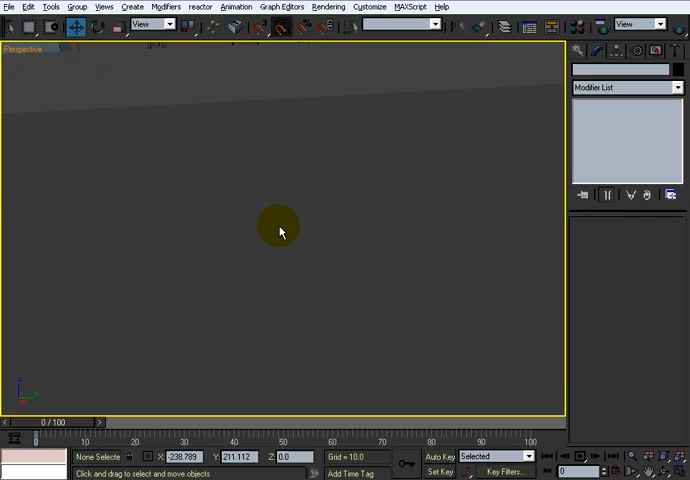 File Edit Tools Group Views Create Modifiers reactor Animation Graph Editors Rendering Customize MAXScript Help
View View
Perspective
Modifier List
z
y
0 / 100
0 10 20 30 40 50 60 70 80 90 100
None Selecte X: -238.789 Y: 211.112 Z: 0.0 Grid = 10.0 Auto Key Selected
Click and drag to select and move objects Add Time Tag Set Key Key Filters... 0